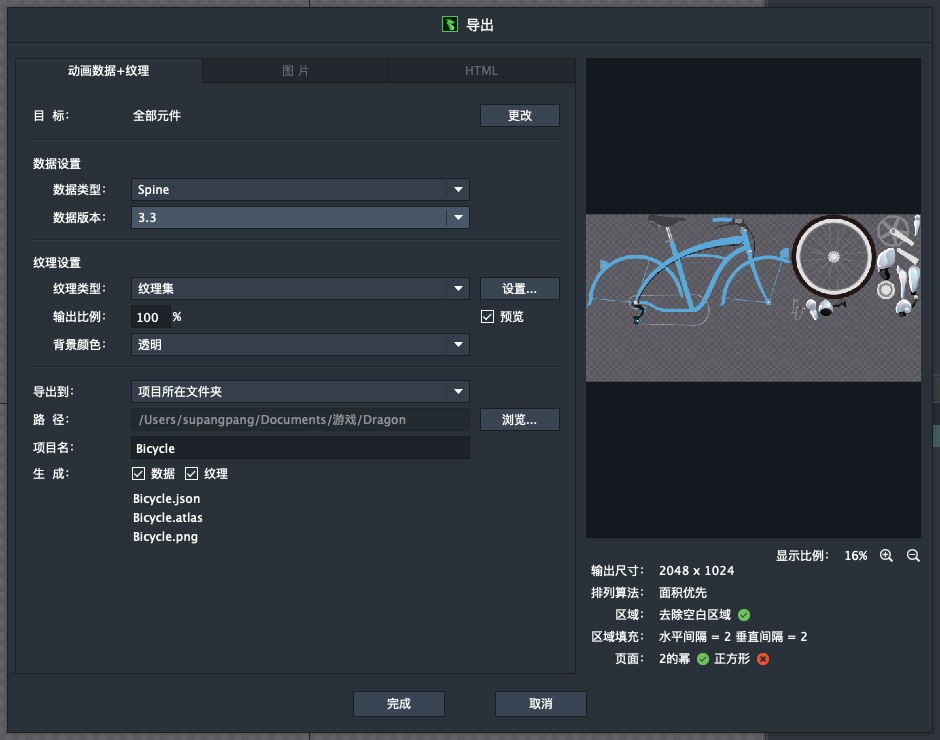 导出
动画数据+纹理 图 片 HTML
目 标: 全部元件 更改
数据设置
数据类型: Spine
数据版本: 3.3
纹理设置
纹理类型: 纹理集 设置...
输出比例: 100 % 预览
背景颜色: 透明
导出到: 项目所在文件夹
路 径: /Users/supangpang/Documents/游戏/Dragon 浏览...
项目名: Bicycle
生 成: 数据 纹理
Bicycle.json
Bicycle.atlas
Bicycle.png
显示比例: 16%
输出尺寸: 2048 x 1024
排列算法: 面积优先
区域: 去除空白区域
区域填充: 水平间隔 = 2 垂直间隔 = 2
页面: 2的幂 正方形
完成 取消